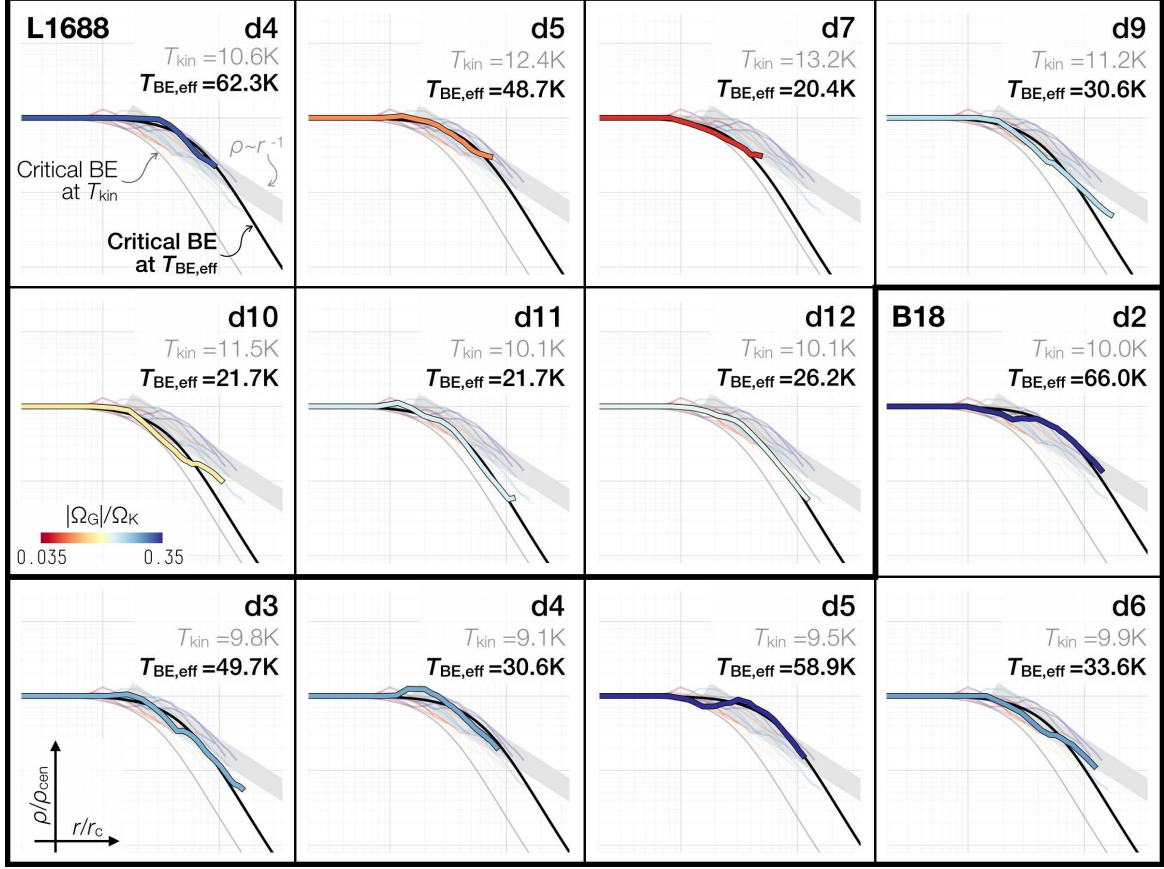 L1688 d4
Tkin =10.6K
TBE,eff =62.3K
Critical BE
at Tkin
ρ~r -1
Critical BE
at TBE,eff
d5
Tkin =12.4K
TBE,eff =48.7K
d7
Tkin =13.2K
TBE,eff =20.4K
d9
Tkin =11.2K
TBE,eff =30.6K
d10
Tkin =11.5K
TBE,eff =21.7K
|ΩG|/ΩK
0.035 0.35
d11
Tkin =10.1K
TBE,eff =21.7K
d12
Tkin =10.1K
TBE,eff =26.2K
B18 d2
Tkin =10.0K
TBE,eff =66.0K
d3
Tkin =9.8K
TBE,eff =49.7K
ρ/ρcen
r/rc
d4
Tkin =9.1K
TBE,eff =30.6K
d5
Tkin =9.5K
TBE,eff =58.9K
d6
Tkin =9.9K
TBE,eff =33.6K